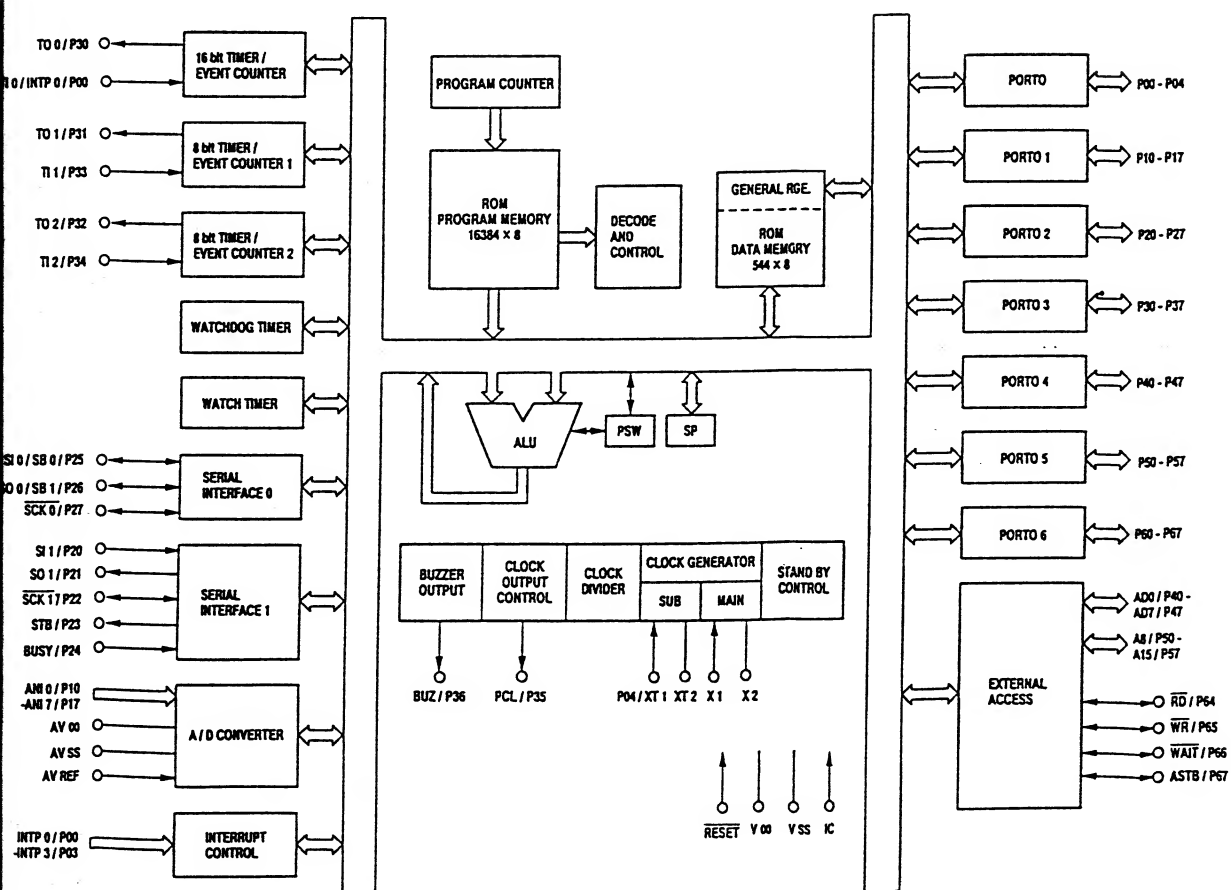 TO 0 / P30
16 bit TIMER /
EVENT COUNTER
0 / INTP 0 / P00
TO 1 / P31
8 bit TIMER /
EVENT COUNTER 1
TI 1 / P33
TO 2 / P32
8 bit TIMER /
EVENT COUNTER 2
TI 2 / P34
WATCHDOG TIMER
WATCH TIMER
SI 0 / SB 0 / P25
SO 0 / SB 1 / P26
SCK 0 / P27
SERIAL
INTERFACE 0
SI 1 / P20
SO 1 / P21
SCK 1 / P22
STB / P23
BUSY / P24
SERIAL
INTERFACE 1
ANI 0 / P10
-ANI 7 / P17
AV 00
AV SS
AV REF
A / D CONVERTER
INTP 0 / P00
-INTP 3 / P03
INTERRUPT
CONTROL
PROGRAM COUNTER
ROM
PROGRAM MEMORY
16384 × 8
DECODE
AND
CONTROL
GENERAL RGE.
ROM
DATA MEMORGY
544 × 8
ALU
PSW
SP
BUZZER
OUTPUT
CLOCK
OUTPUT
CONTROL
CLOCK
DIVIDER
CLOCK GENERATOR
SUB
MAIN
STAND BY
CONTROL
BUZ / P36
PCL / P35
P04 / XT 1
XT 2
X 1
X 2
RESET
V 00
V SS
IC
PORTO
P00 - P04
PORTO 1
P10 - P17
PORTO 2
P20 - P27
PORTO 3
P30 - P37
PORTO 4
P40 - P47
PORTO 5
P50 - P57
PORTO 6
P60 - P67
EXTERNAL
ACCESS
AD0 / P40 -
AD7 / P47
A8 / P50 -
A15 / P57
RD / P64
WR / P65
WAIT / P66
ASTB / P67